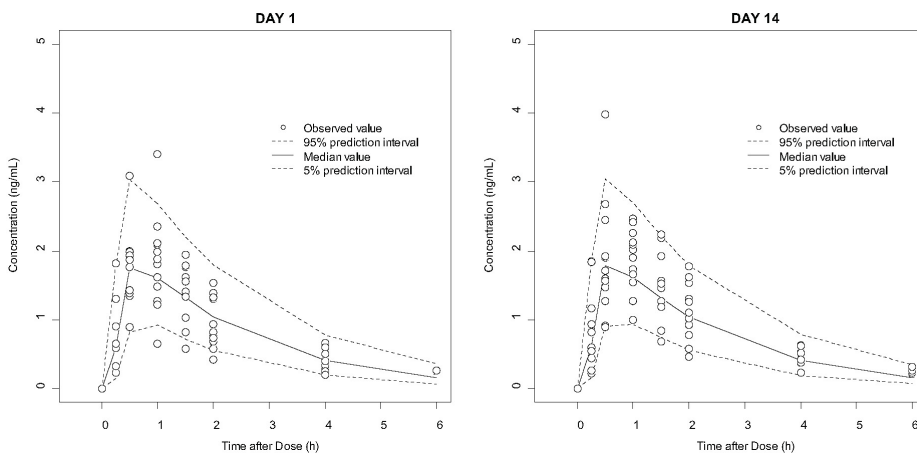 DAY 1
5
4
3
2
1
0
Concentration (ng/mL)
Observed value
95% prediction interval
Median value
5% prediction interval
0 1 2 3 4 5 6
Time after Dose (h)
DAY 14
5
4
3
2
1
0
Concentration (ng/mL)
Observed value
95% prediction interval
Median value
5% prediction interval
0 1 2 3 4 5 6
Time after Dose (h)